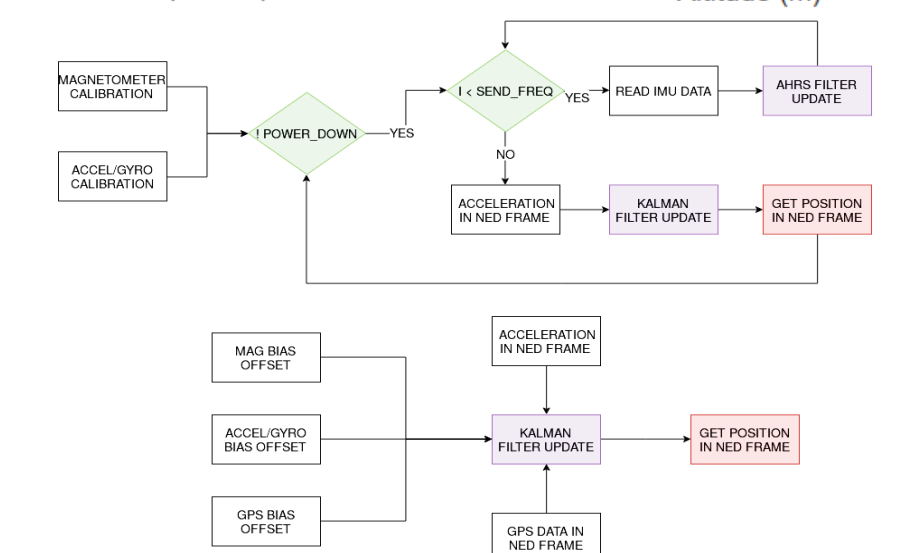 MAGNETOMETER
CALIBRATION
ACCEL/GYRO
CALIBRATION
! POWER_DOWN
YES
I < SEND_FREQ
YES
READ IMU DATA
AHRS FILTER
UPDATE
NO
ACCELERATION
IN NED FRAME
KALMAN
FILTER UPDATE
GET POSITION
IN NED FRAME
MAG BIAS
OFFSET
ACCEL/GYRO
BIAS OFFSET
GPS BIAS
OFFSET
ACCELERATION
IN NED FRAME
KALMAN
FILTER UPDATE
GET POSITION
IN NED FRAME
GPS DATA IN
NED FRAME